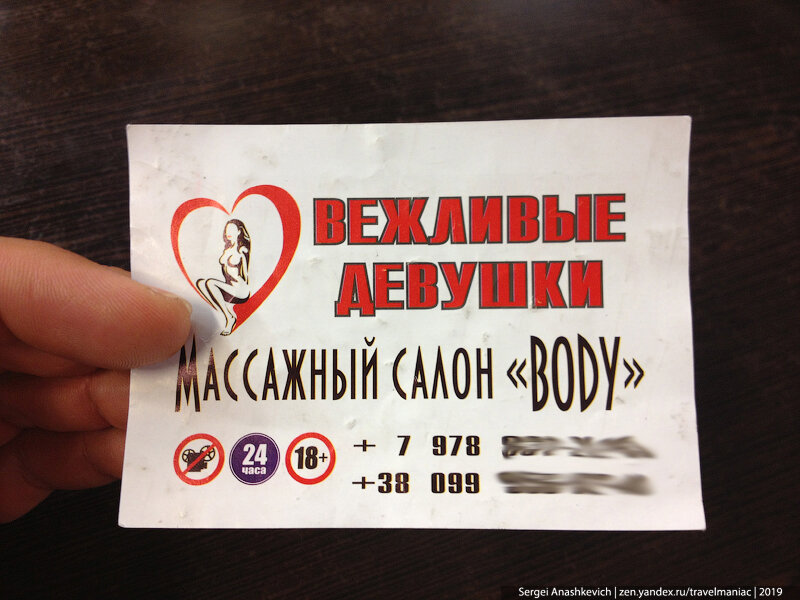 ВЕЖЛИВЫЕ
ДЕВУШКИ
МАССАЖНЫЙ САЛОН «BODY»
24
часа
18+
+ 7 978
+38 099
Sergei Anashkevich | zen.yandex.ru/travelmaniac | 2019